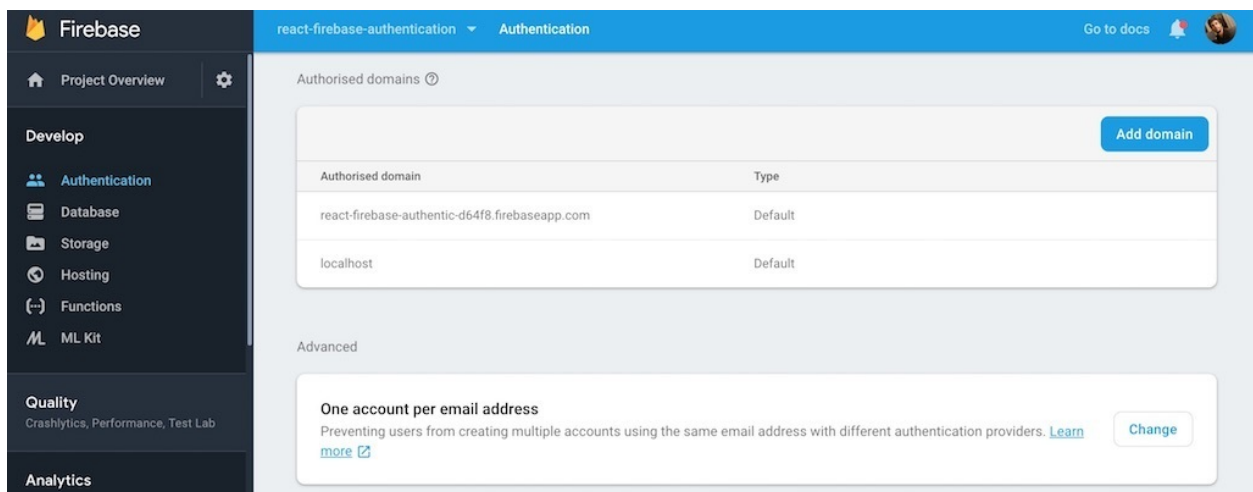 Firebase
react-firebase-authentication Authentication
Go to docs
Project Overview
Develop
Authentication
Database
Storage
Hosting
Functions
ML Kit
Quality
Crashlytics, Performance, Test Lab
Analytics
Authorised domains
Add domain
Authorised domain Type
react-firebase-authentic-d64f8.firebaseapp.com Default
localhost Default
Advanced
One account per email address
Preventing users from creating multiple accounts using the same email address with different authentication providers. Learn
more
Change